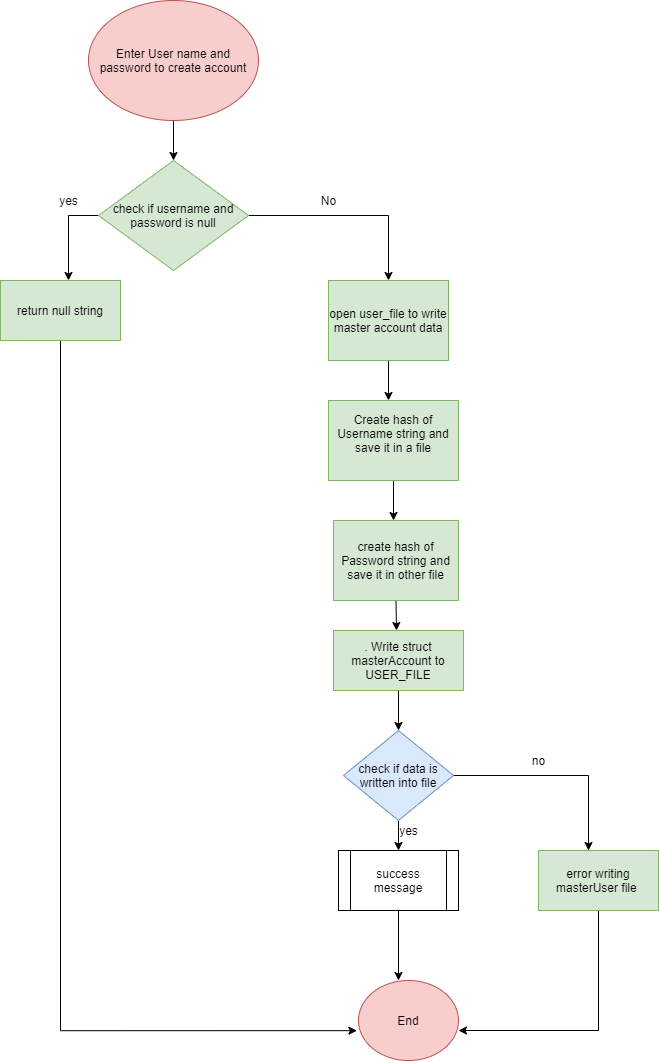 Enter User name and
password to create account
check if username and
password is null
yes
No
return null string
open user_file to write
master account data
Create hash of
Username string and
save it in a file
create hash of
Password string and
save it in other file
. Write struct
masterAccount to
USER_FILE
check if data is
written into file
no
yes
success
message
error writing
masterUser file
End